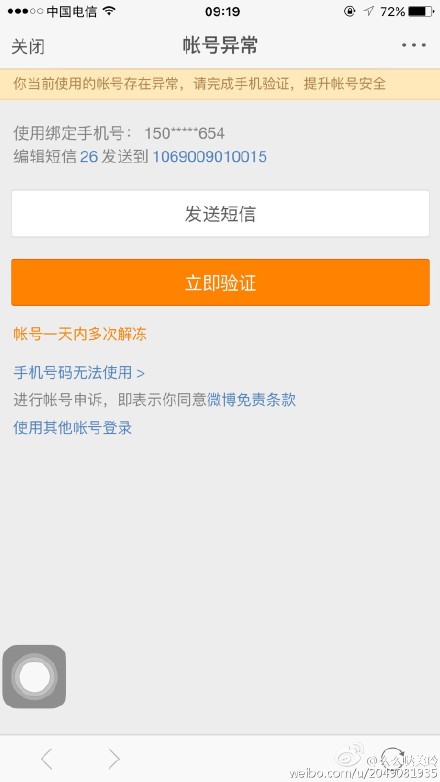 中国电信 09:19 72%
关闭 帐号异常
你当前使用的帐号存在异常，请完成手机验证，提升帐号安全
使用绑定手机号： 150*****654
编辑短信 26 发送到 1069009010015
发送短信
立即验证
帐号一天内多次解冻
手机号码无法使用 >
进行帐号申诉，即表示你同意微博免责条款
使用其他帐号登录
weibo.com/u/2049081935